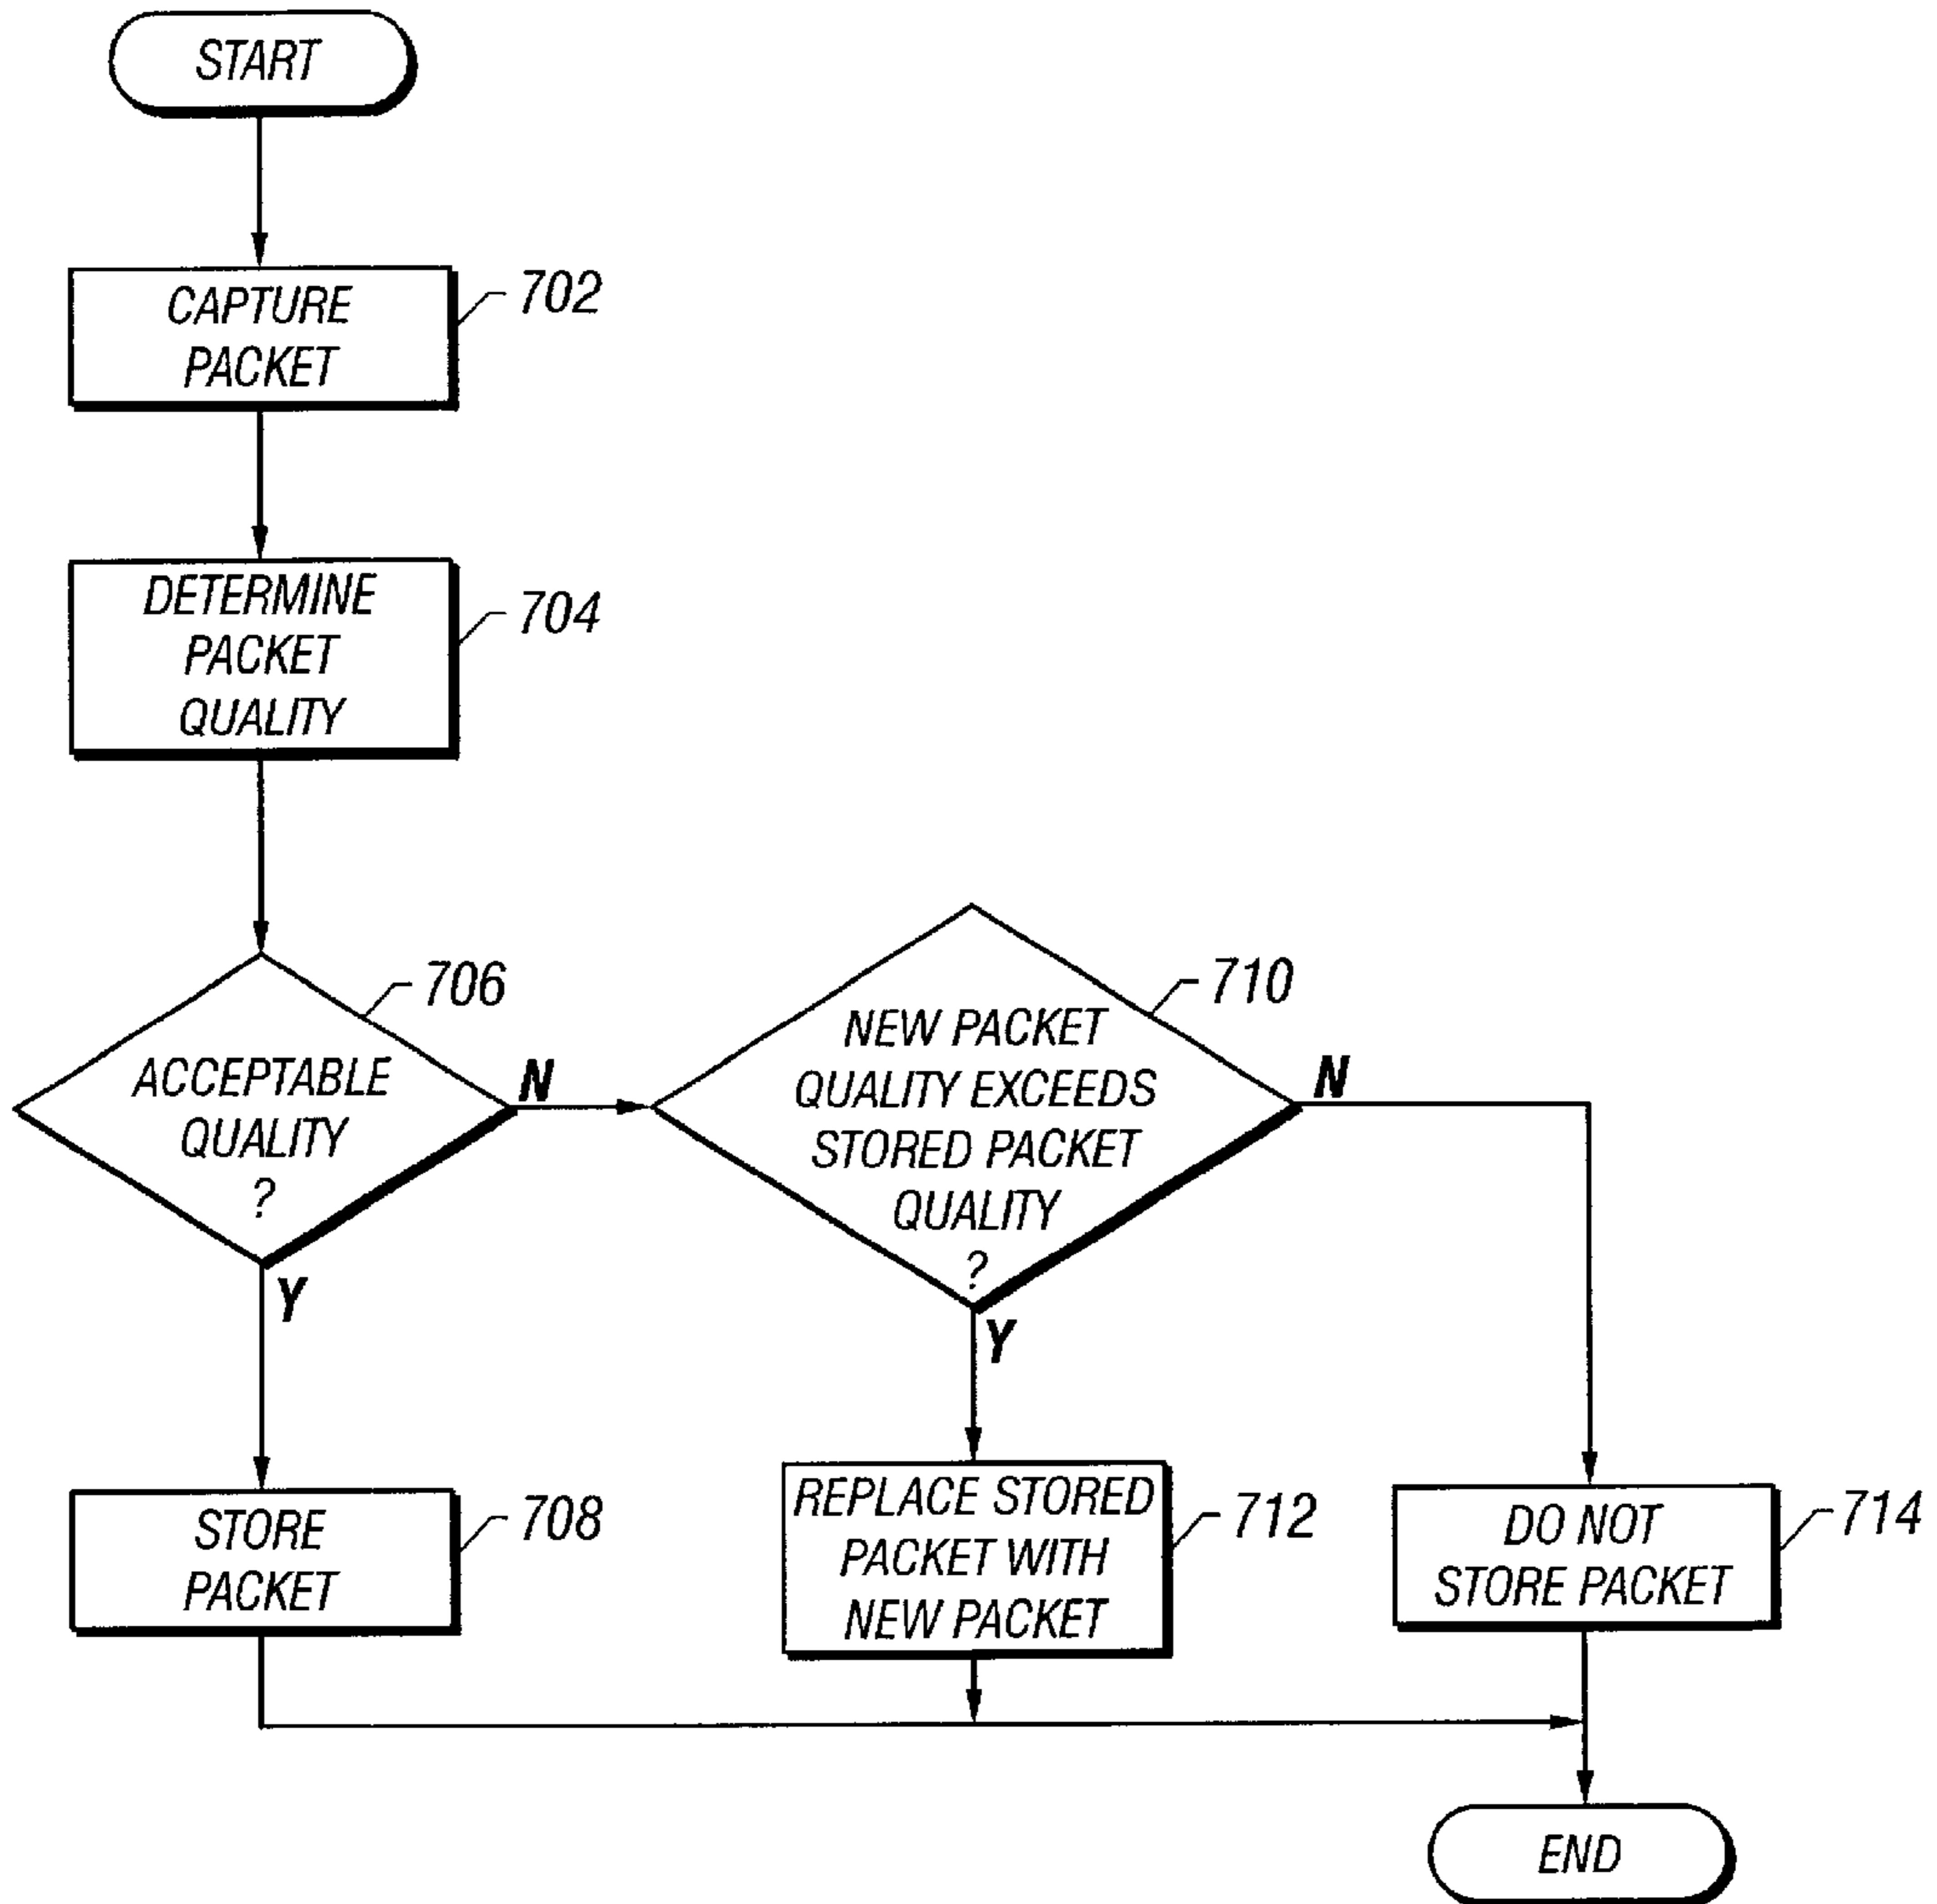 START
CAPTURE
PACKET
702
DETERMINE
PACKET
QUALITY
704
ACCEPTABLE
QUALITY
?
706
N
Y
NEW PACKET
QUALITY EXCEEDS
STORED PACKET
QUALITY
?
710
N
Y
STORE
PACKET
708
REPLACE STORED
PACKET WITH
NEW PACKET
712
DO NOT
STORE PACKET
714
END